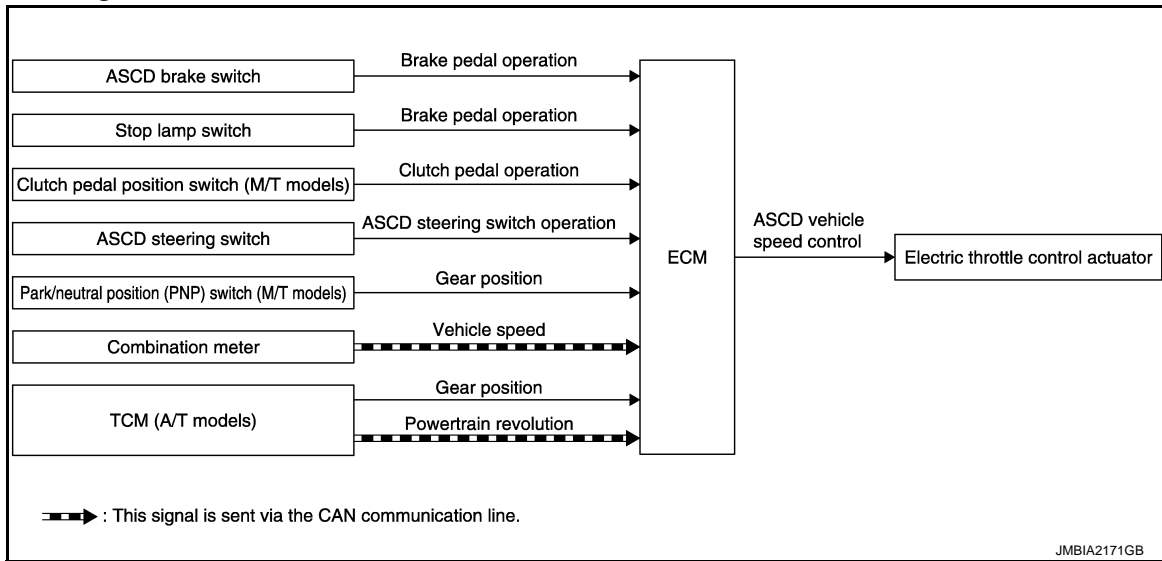 ASCD brake switch
Brake pedal operation
Stop lamp switch
Brake pedal operation
Clutch pedal position switch (M/T models)
Clutch pedal operation
ASCD steering switch
ASCD steering switch operation
Park/neutral position (PNP) switch (M/T models)
Gear position
Combination meter
Vehicle speed
TCM (A/T models)
Gear position
Powertrain revolution
ECM
ASCD vehicle
speed control
Electric throttle control actuator
: This signal is sent via the CAN communication line.
JMBIA2171GB